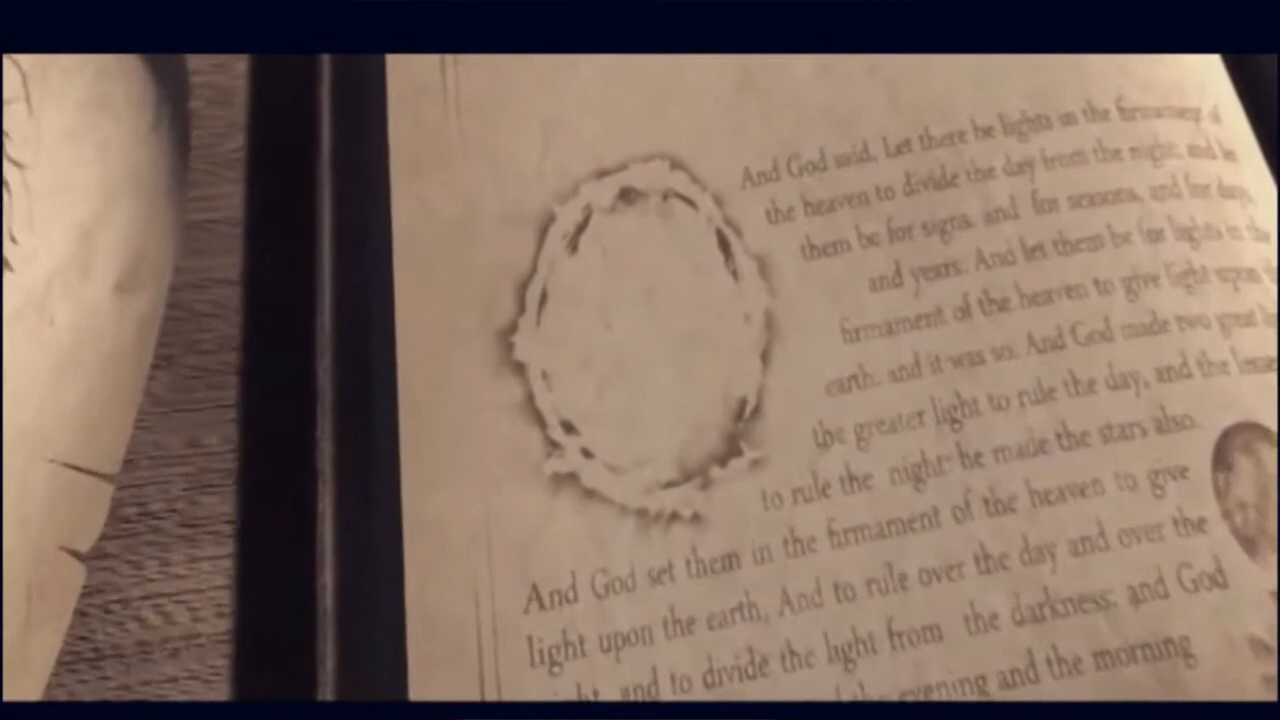 And God said, Let there be lights in the firmament of
the heaven to divide the day from the night; and let
them be for signs, and for seasons, and for days,
and years: And let them be for lights in the
firmament of the heaven to give light upon
earth: and it was so. And God made two great
the greater light to rule the day, and the lesser
to rule the night: he made the stars also.
And God set them in the firmament of the heaven to give
light upon the earth, And to rule over the day and over the
and to divide the light from the darkness: and God
the evening and the morning